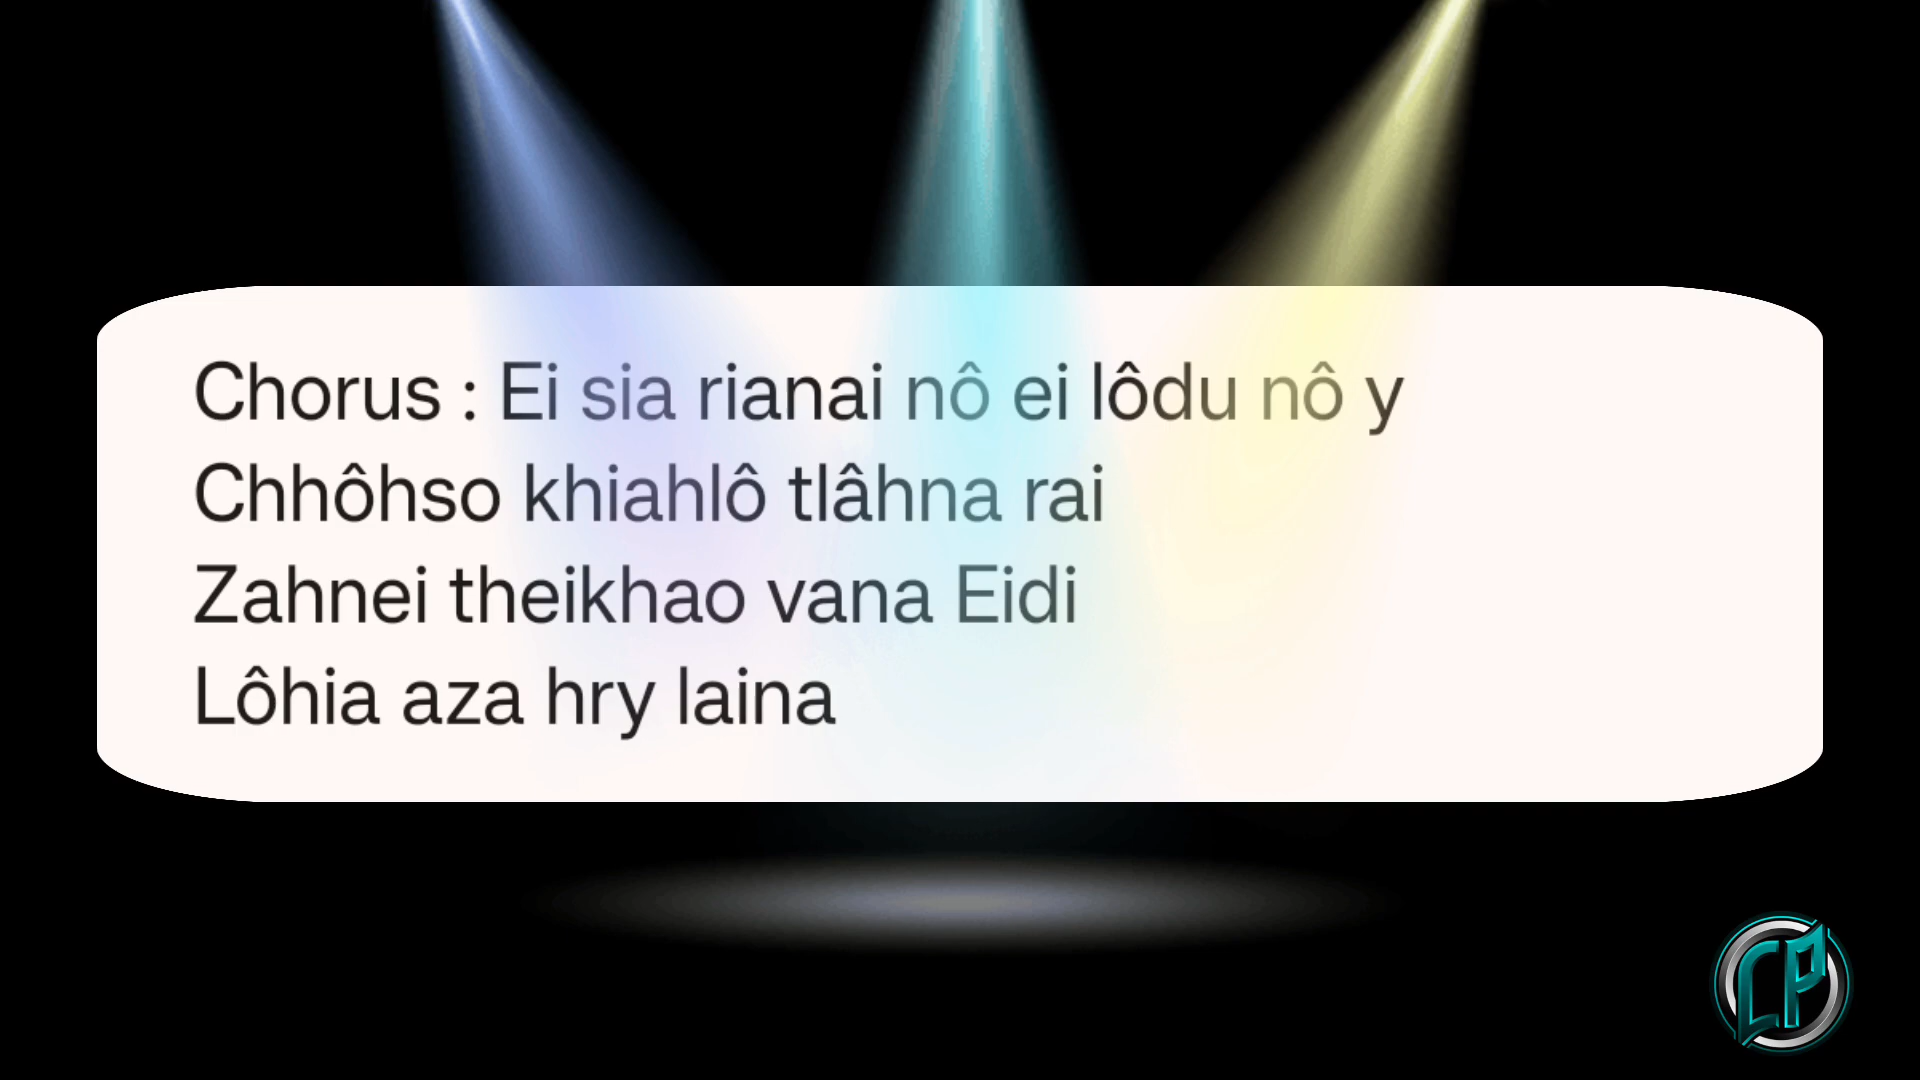 Chorus : Ei sia rianai nô ei lôdu nô y
Chhôhso khiahlô tlâhna rai
Zahnei theikhao vana Eidi
Lôhia aza hry laina
CP